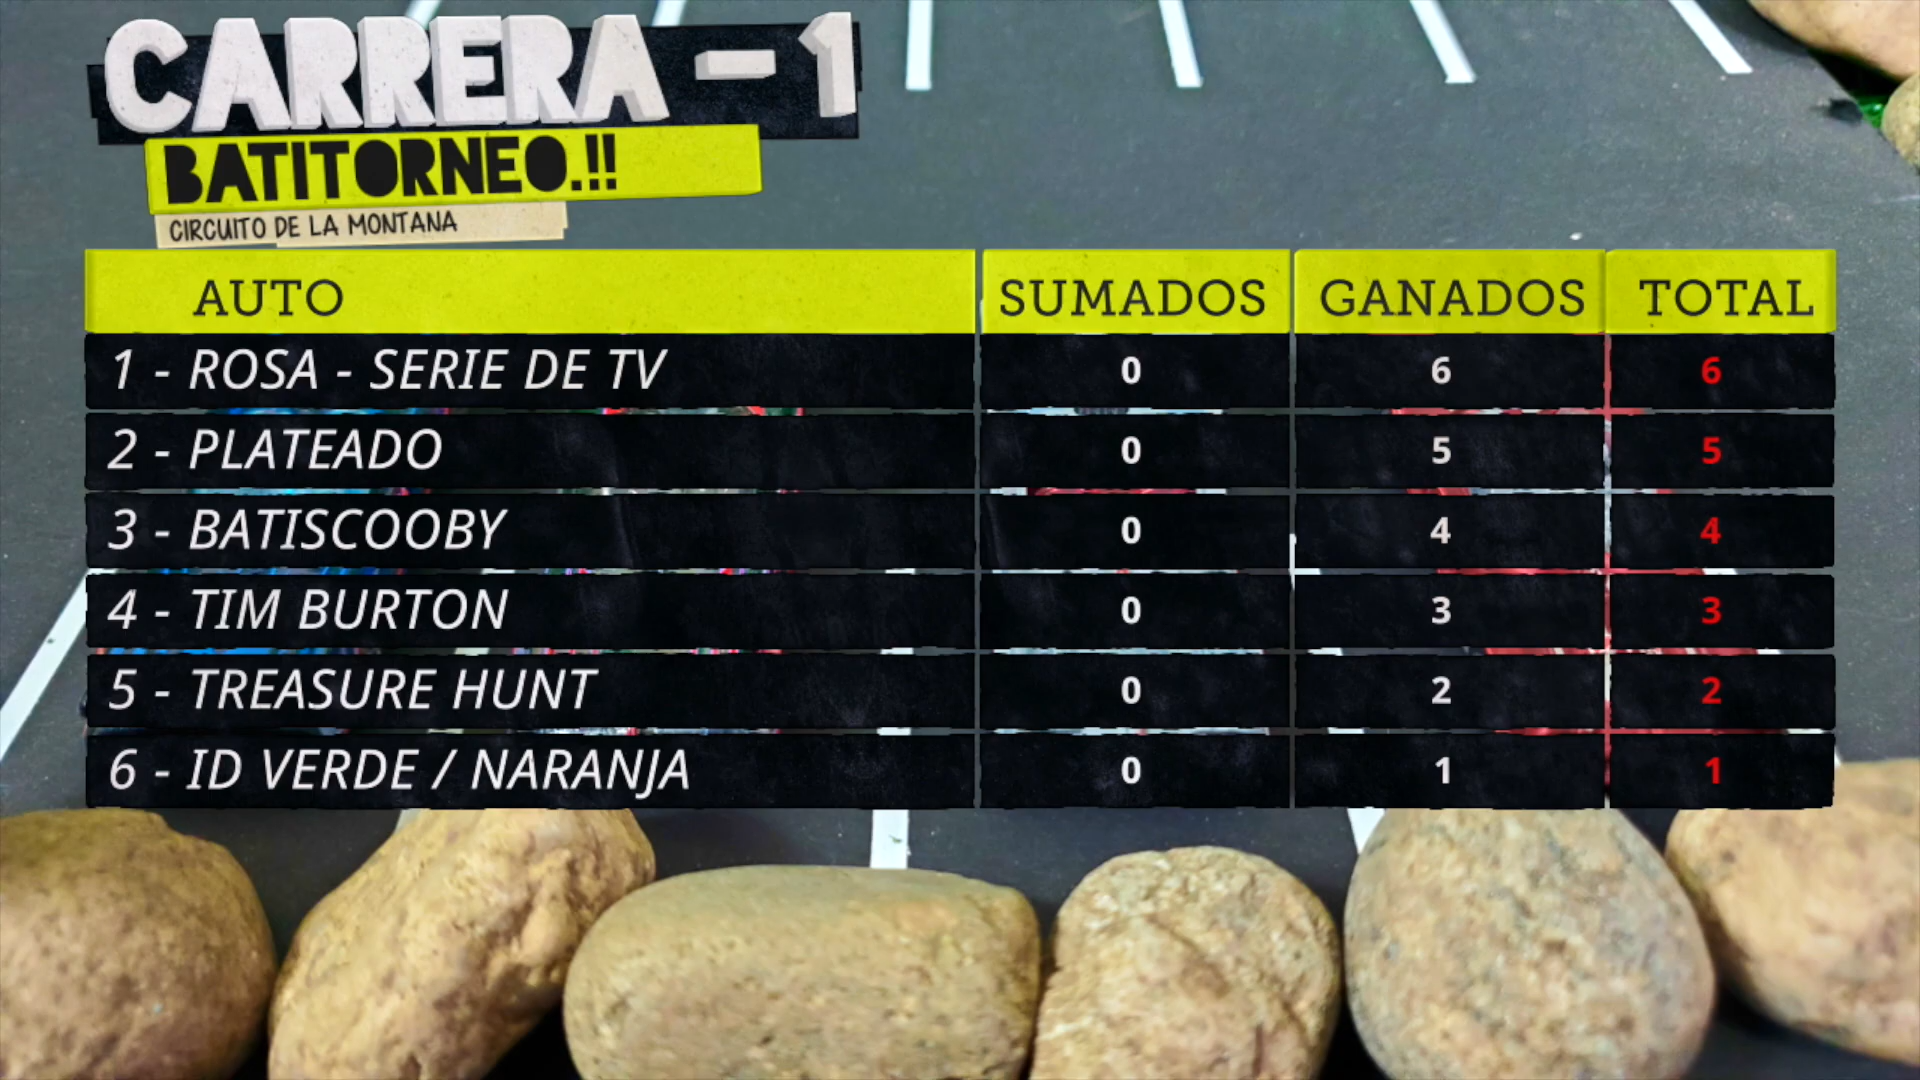 CARRERA - 1
BATITORNEO.!!
CIRCUITO DE LA MONTANA
AUTO SUMADOS GANADOS TOTAL
1 - ROSA - SERIE DE TV 0 6 6
2 - PLATEADO 0 5 5
3 - BATISCOOBY 0 4 4
4 - TIM BURTON 0 3 3
5 - TREASURE HUNT 0 2 2
6 - ID VERDE / NARANJA 0 1 1